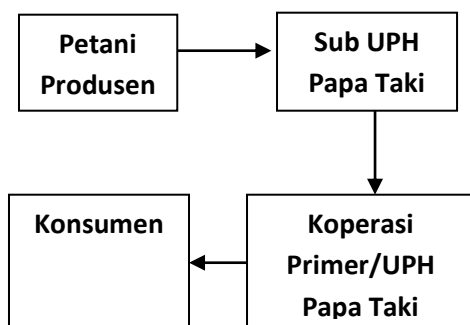 Petani
Produsen
Sub UPH
Papa Taki
Konsumen
Koperasi
Primer/UPH
Papa Taki